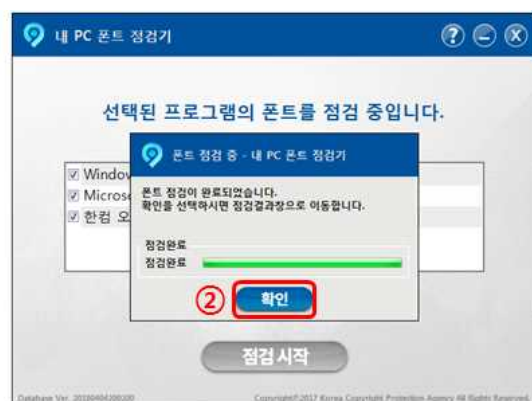 내 PC 폰트 점검기
선택된 프로그램의 폰트를 점검 중입니다.
폰트 점검 중 - 내 PC 폰트 점검기
Window
폰트 점검이 완료되었습니다.
Microso
확인을 선택하시면 점검결과창으로 이동합니다.
한컴 오
점검완료
점검완료
② 확인
점검 시작
Database Ver. 20180404200200 Copyright©2017 Korea Copyright Protection Agency All Rights Reserved